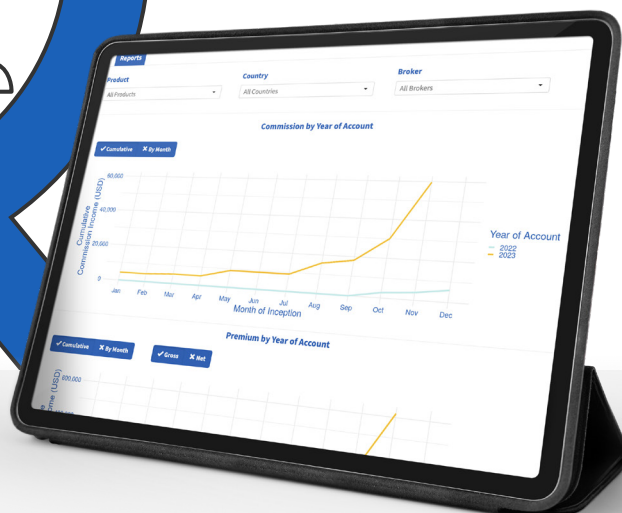 Reports
Product
Country
Broker
All Products
All Countries
All Brokers
Commission by Year of Account
✓ Cumulative ✕ By Month
60,000
40,000
20,000
0
Cumulative
Commission Income (USD)
Jan Feb Mar Apr May Jun Jul Aug Sep Oct Nov Dec
Month of Inception
Year of Account
2022
2023
Premium by Year of Account
✓ Cumulative ✕ By Month
✓ Gross ✕ Net
600,000
(USD)
e